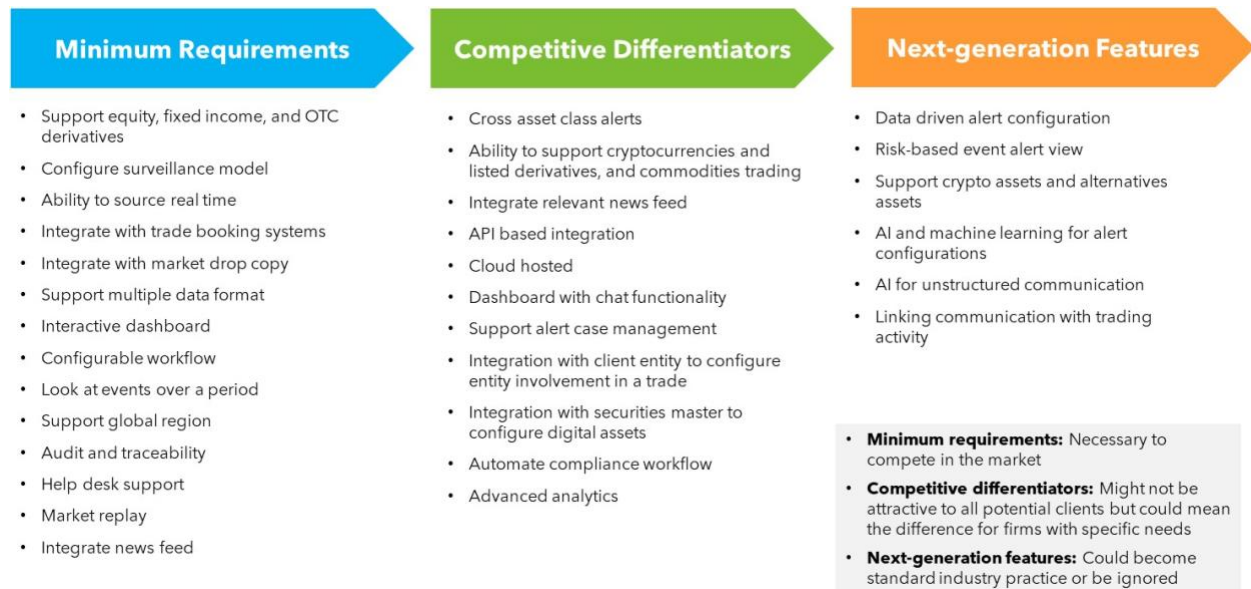 Minimum Requirements
• Support equity, fixed income, and OTC
derivatives
• Configure surveillance model
• Ability to source real time
• Integrate with trade booking systems
• Integrate with market drop copy
• Support multiple data format
• Interactive dashboard
• Configurable workflow
• Look at events over a period
• Support global region
• Audit and traceability
• Help desk support
• Market replay
• Integrate news feed
Competitive Differentiators
• Cross asset class alerts
• Ability to support cryptocurrencies and
listed derivatives, and commodities trading
• Integrate relevant news feed
• API based integration
• Cloud hosted
• Dashboard with chat functionality
• Support alert case management
• Integration with client entity to configure
entity involvement in a trade
• Integration with securities master to
configure digital assets
• Automate compliance workflow
• Advanced analytics
Next-generation Features
• Data driven alert configuration
• Risk-based event alert view
• Support crypto assets and alternatives
assets
• AI and machine learning for alert
configurations
• AI for unstructured communication
• Linking communication with trading
activity
• Minimum requirements: Necessary to
compete in the market
• Competitive differentiators: Might not be
attractive to all potential clients but could mean
the difference for firms with specific needs
• Next-generation features: Could become
standard industry practice or be ignored